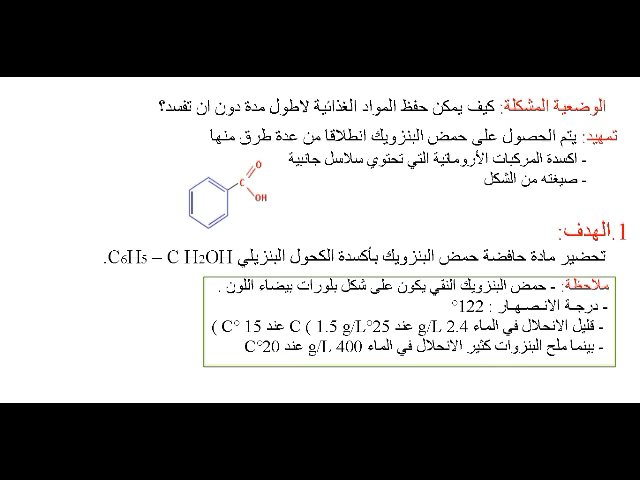 الوضعية المشكلة: كيف يمكن حفظ المواد الغذائية لاطول مدة دون ان تفسد؟
تمهيد: يتم الحصول على حمض البنزويك انطلاقا من عدة طرق منها
- اكسدة المركبات الأروماتية التي تحتوي سلاسل جانبية
- صيغته من الشكل
O
C
OH
1.الهدف:
تحضير مادة حافضة حمض البنزويك بأكسدة الكحول البنزيلي C6H5 – C H2OH.
ملاحظة: - حمض البنزويك النقي يكون على شكل بلورات بيضاء اللون .
- درجة الانصهار : 122°
- قليل الانحلال في الماء 2.4 g/L عند 25°C ( 1.5 g/L عند 15 °C )
- بينما ملح البنزوات كثير الانحلال في الماء 400 g/L عند 20°C